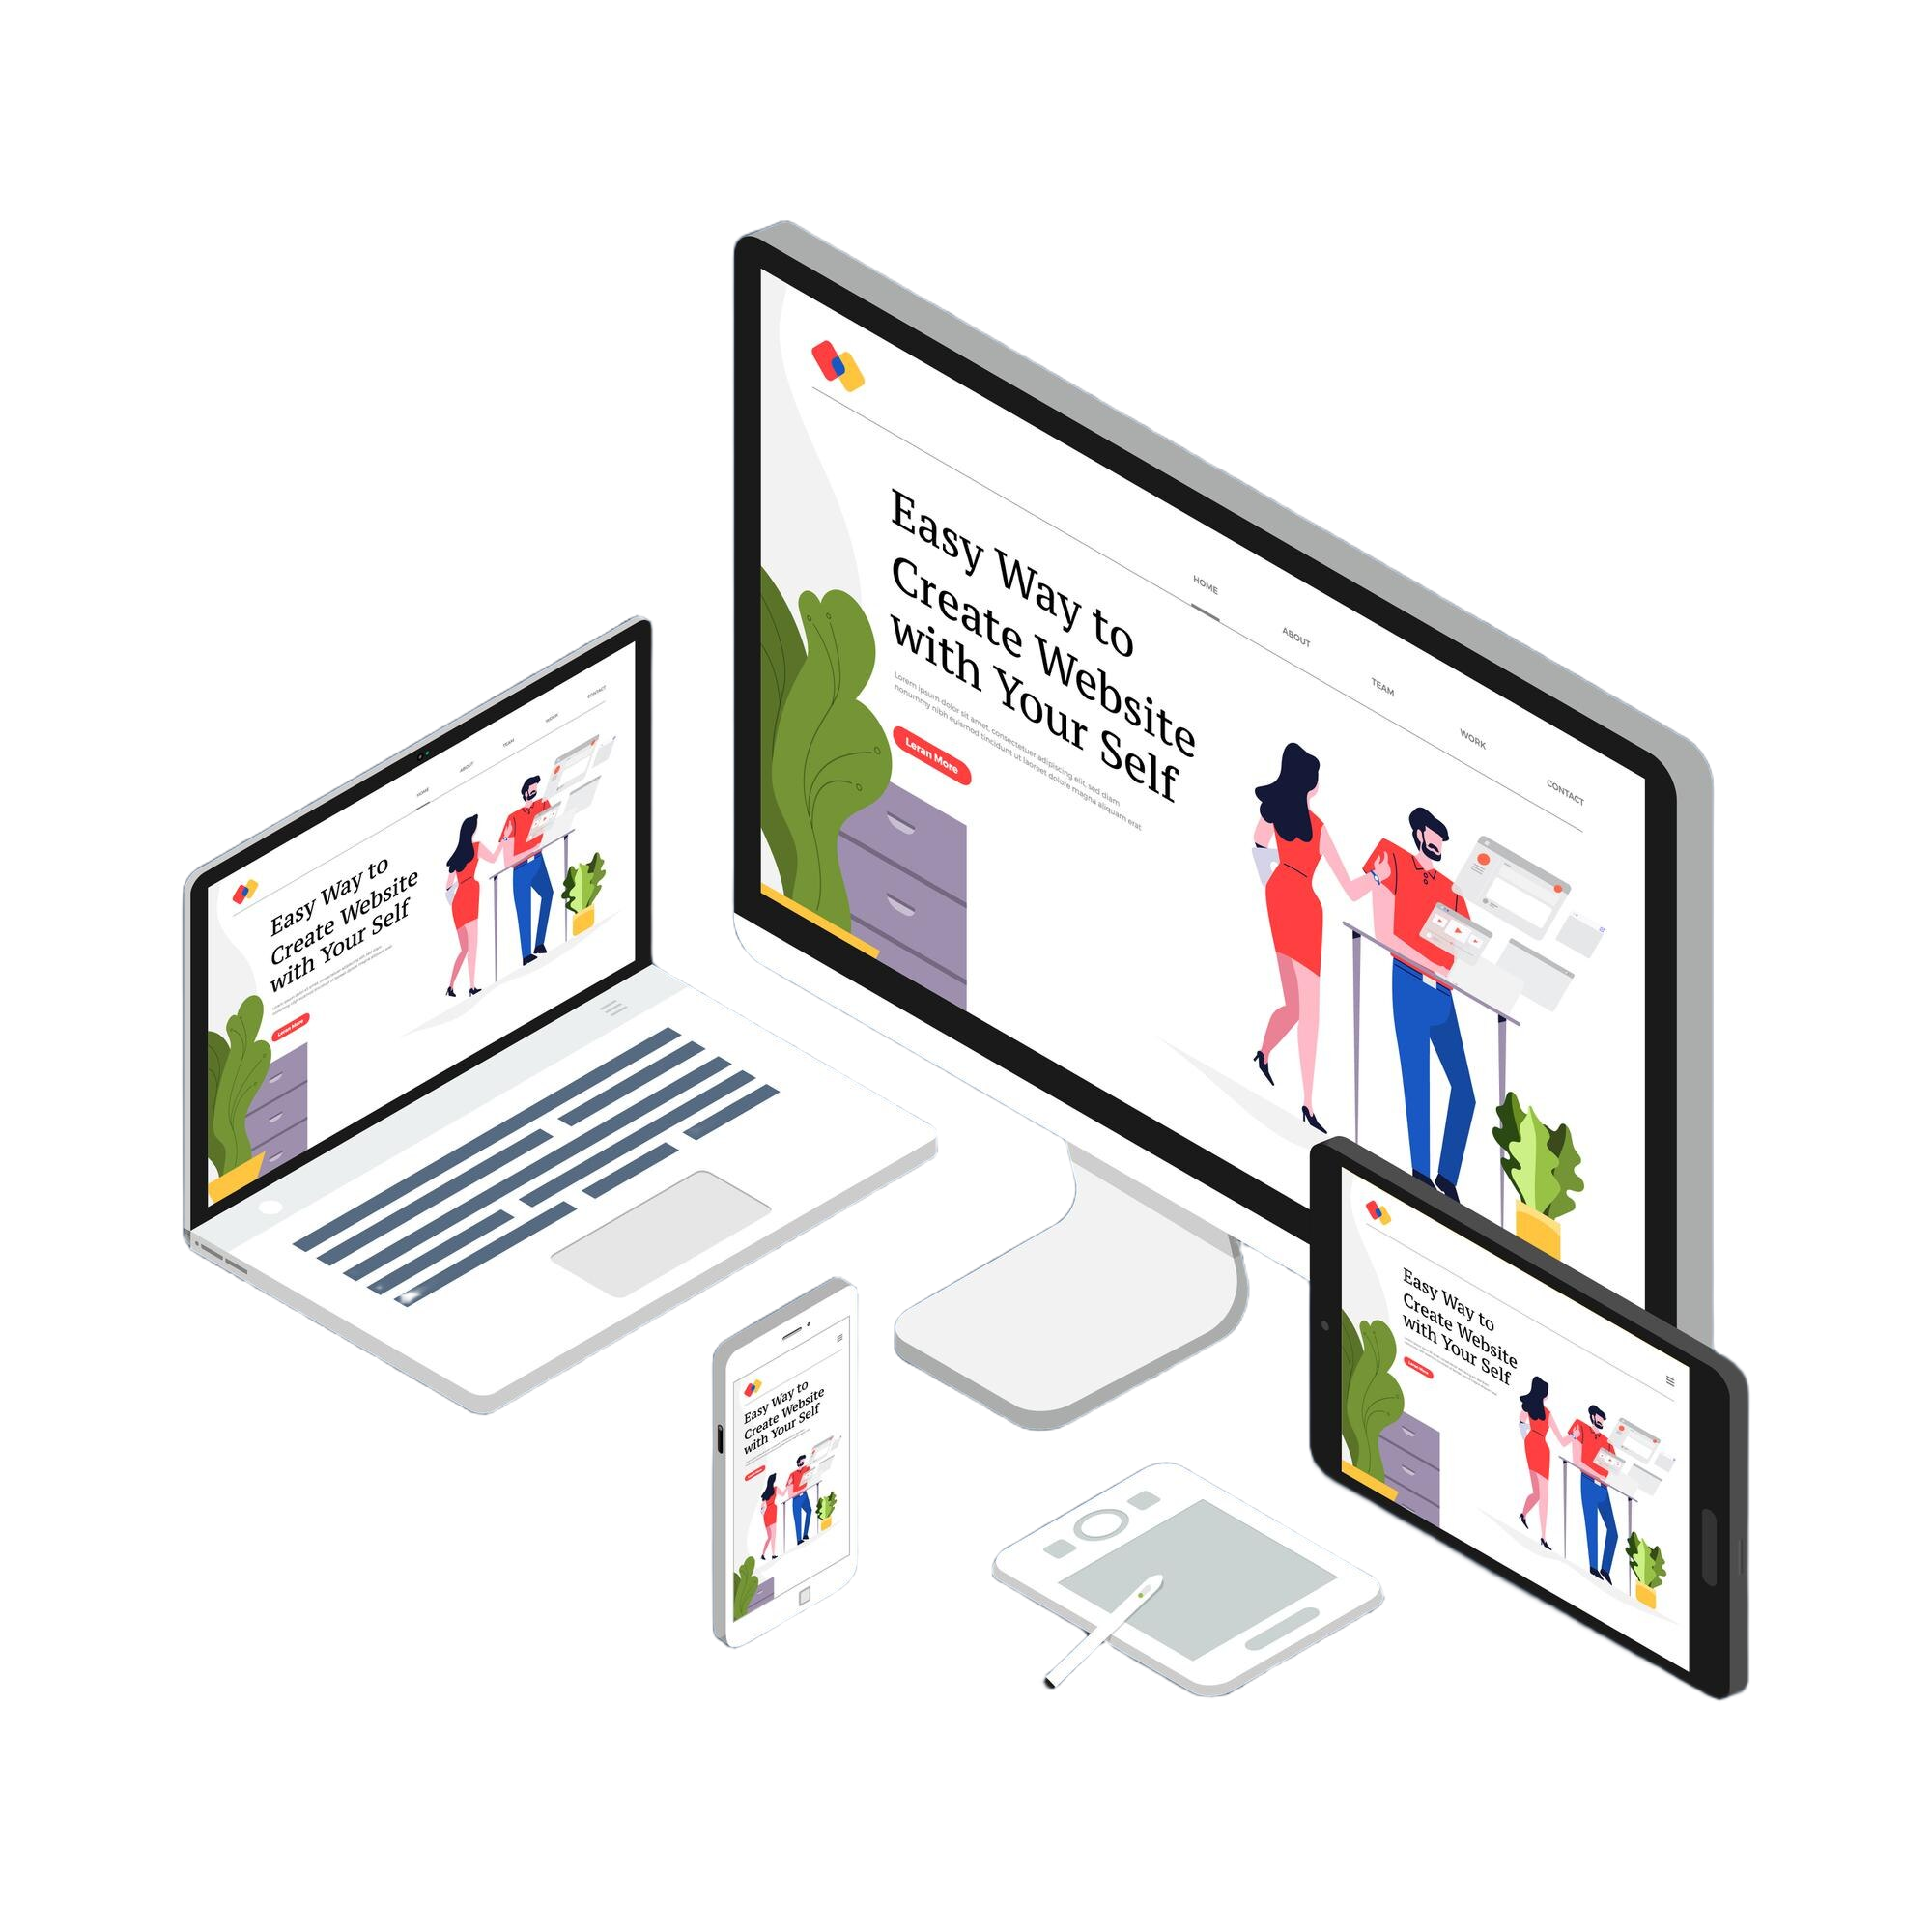 HOME
ABOUT
TEAM
WORK
CONTACT
Easy Way to
Create Website
with Your Self
Lorem ipsum dolor sit amet, consectetuer adipiscing elit, sed diam
nonummy nibh euismod tincidunt ut laoreet dolore magna aliquam erat
Leran More
HOME
ABOUT
TEAM
WORK
CONTACT
Easy Way to
Create Website
with Your Self
Leran More
Easy Way to
Create Website
with Your Self
Easy Way to
Create Website
with Your Self